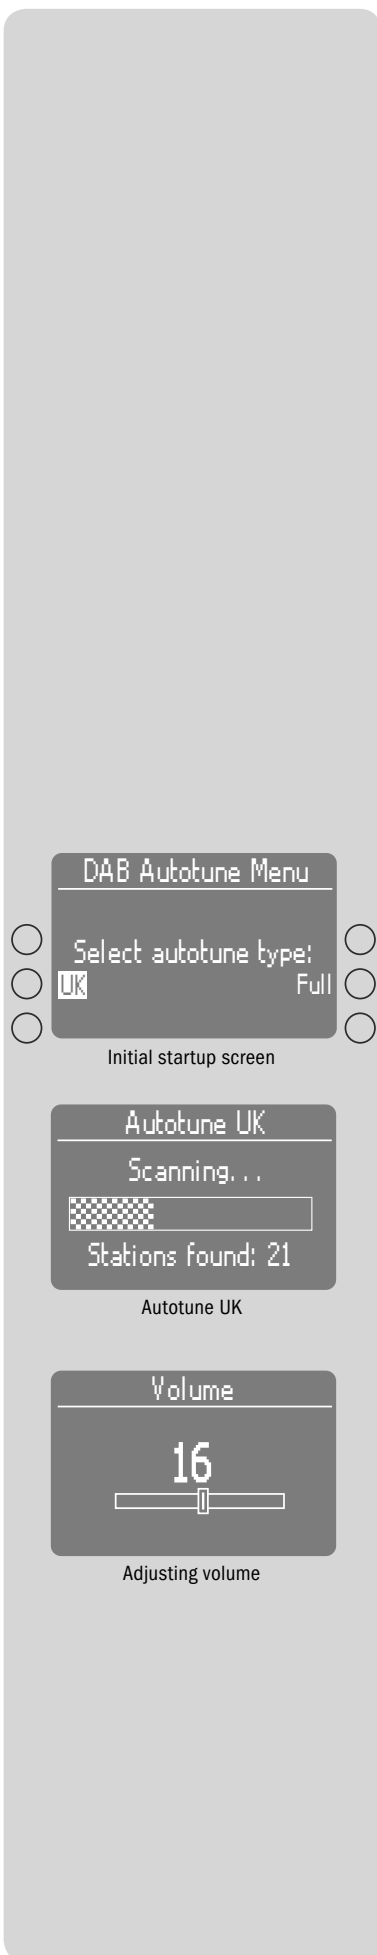 DAB Autotune Menu
Select autotune type:
UK Full
Initial startup screen
Autotune UK
Scanning...
Stations found: 21
Autotune UK
Volume
16
Adjusting volume